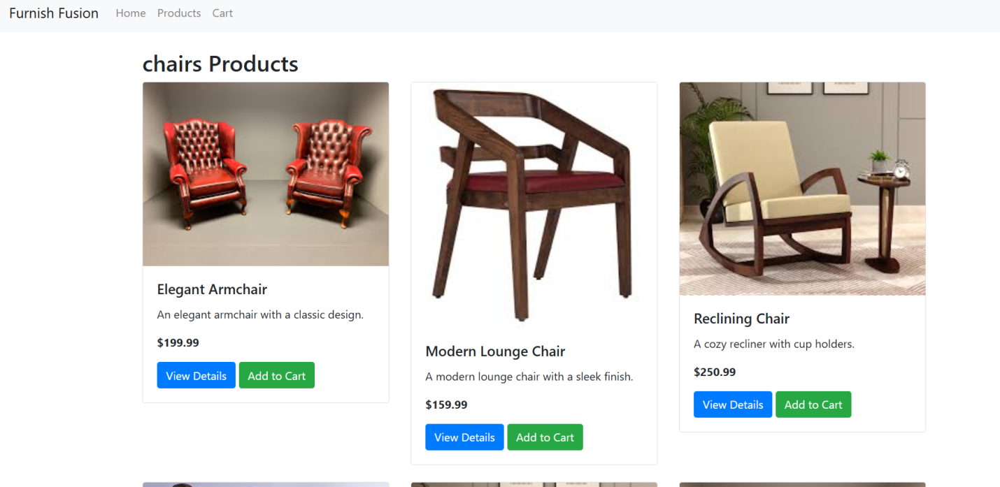 Furnish Fusion Home Products Cart
chairs Products
Elegant Armchair
An elegant armchair with a classic design.
$199.99
View Details Add to Cart
Modern Lounge Chair
A modern lounge chair with a sleek finish.
$159.99
View Details Add to Cart
Reclining Chair
A cozy recliner with cup holders.
$250.99
View Details Add to Cart